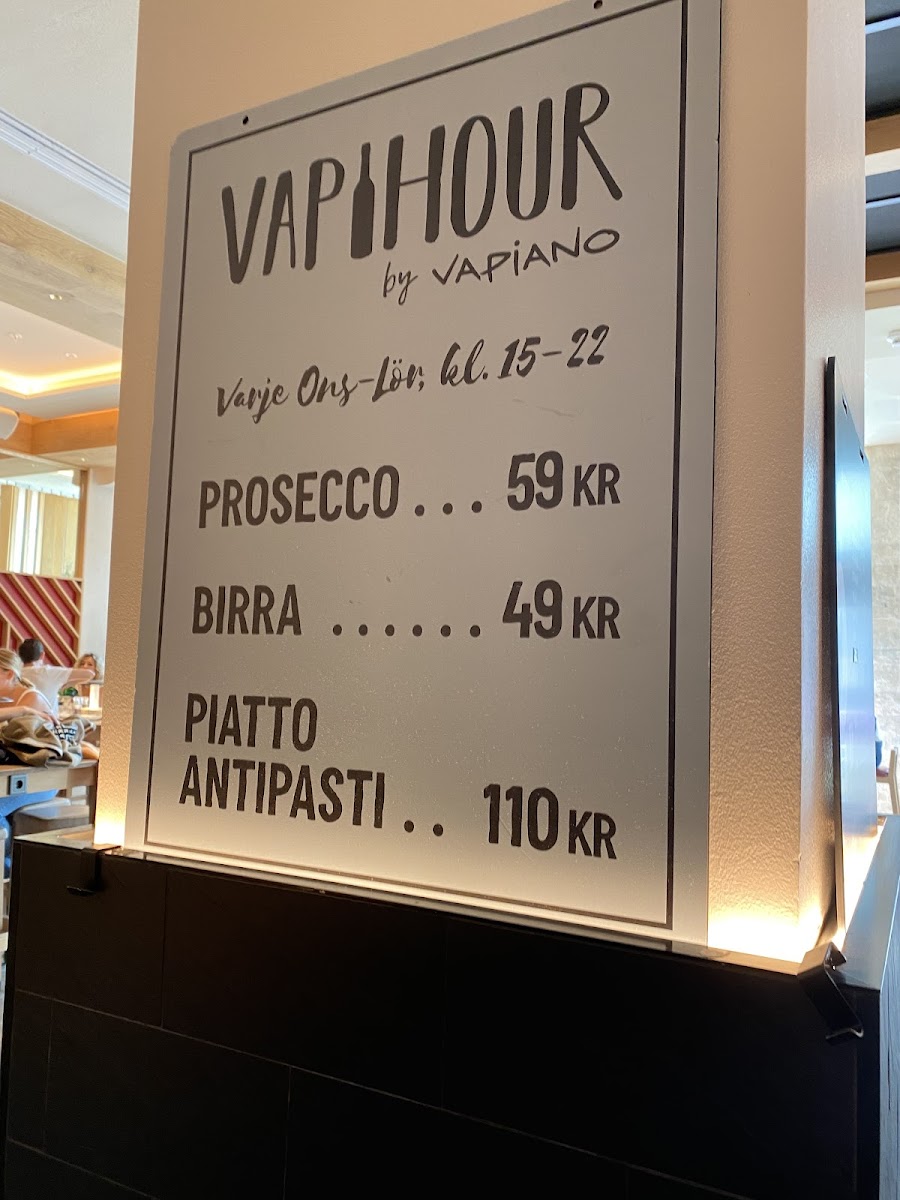 VAPIHOUR
by VAPIANO
Varje Ons-Lör, kl. 15-22
PROSECCO ... 59 KR
BIRRA ...... 49 KR
PIATTO
ANTIPASTI .. 110 KR